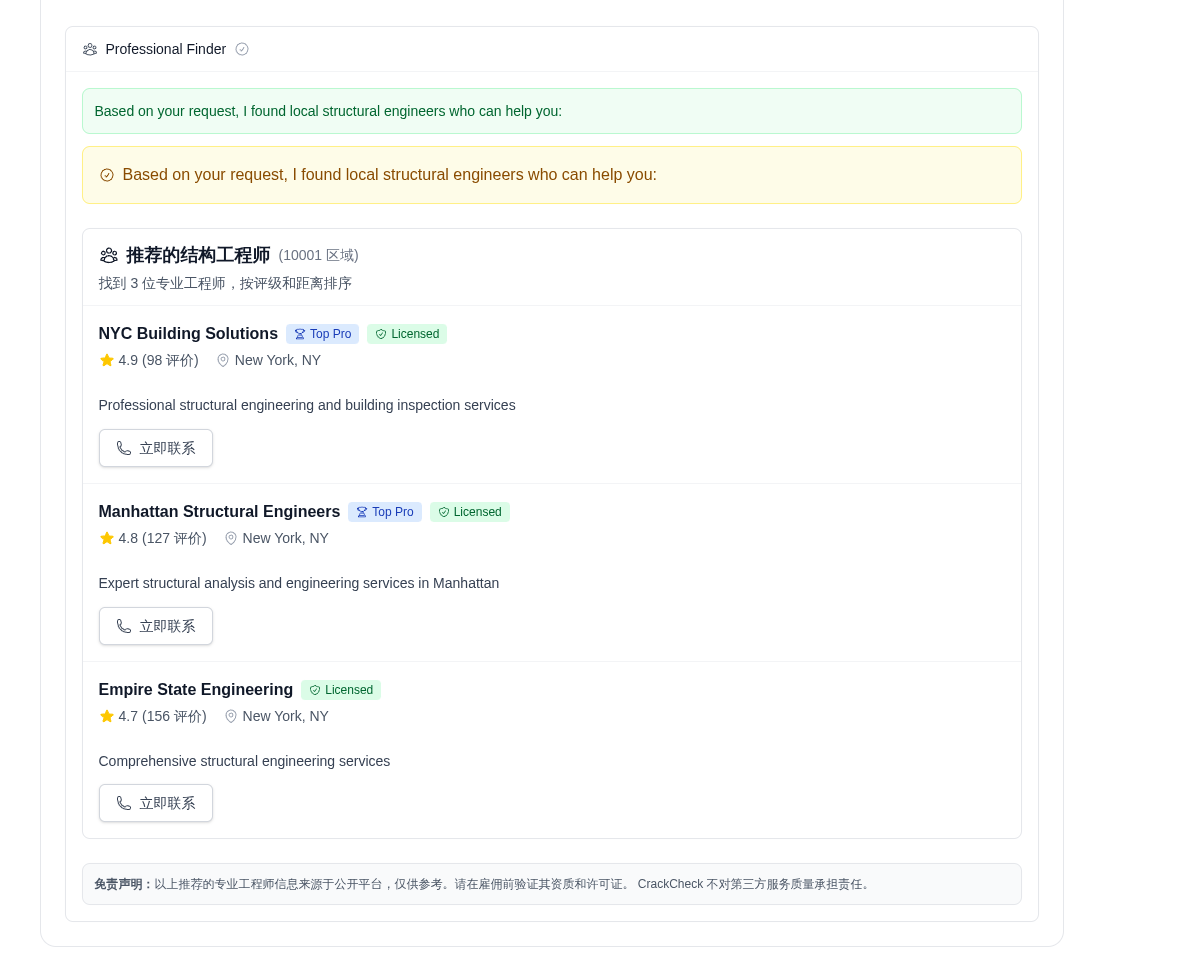 Professional Finder
Based on your request, I found local structural engineers who can help you:
Based on your request, I found local structural engineers who can help you:
推荐的结构工程师 (10001 区域)
找到 3 位专业工程师，按评级和距离排序
NYC Building Solutions Top Pro Licensed
4.9 (98 评价) New York, NY
Professional structural engineering and building inspection services
立即联系
Manhattan Structural Engineers Top Pro Licensed
4.8 (127 评价) New York, NY
Expert structural analysis and engineering services in Manhattan
立即联系
Empire State Engineering Licensed
4.7 (156 评价) New York, NY
Comprehensive structural engineering services
立即联系
免责声明：以上推荐的专业工程师信息来源于公开平台，仅供参考。请在雇佣前验证其资质和许可证。 CrackCheck 不对第三方服务质量承担责任。